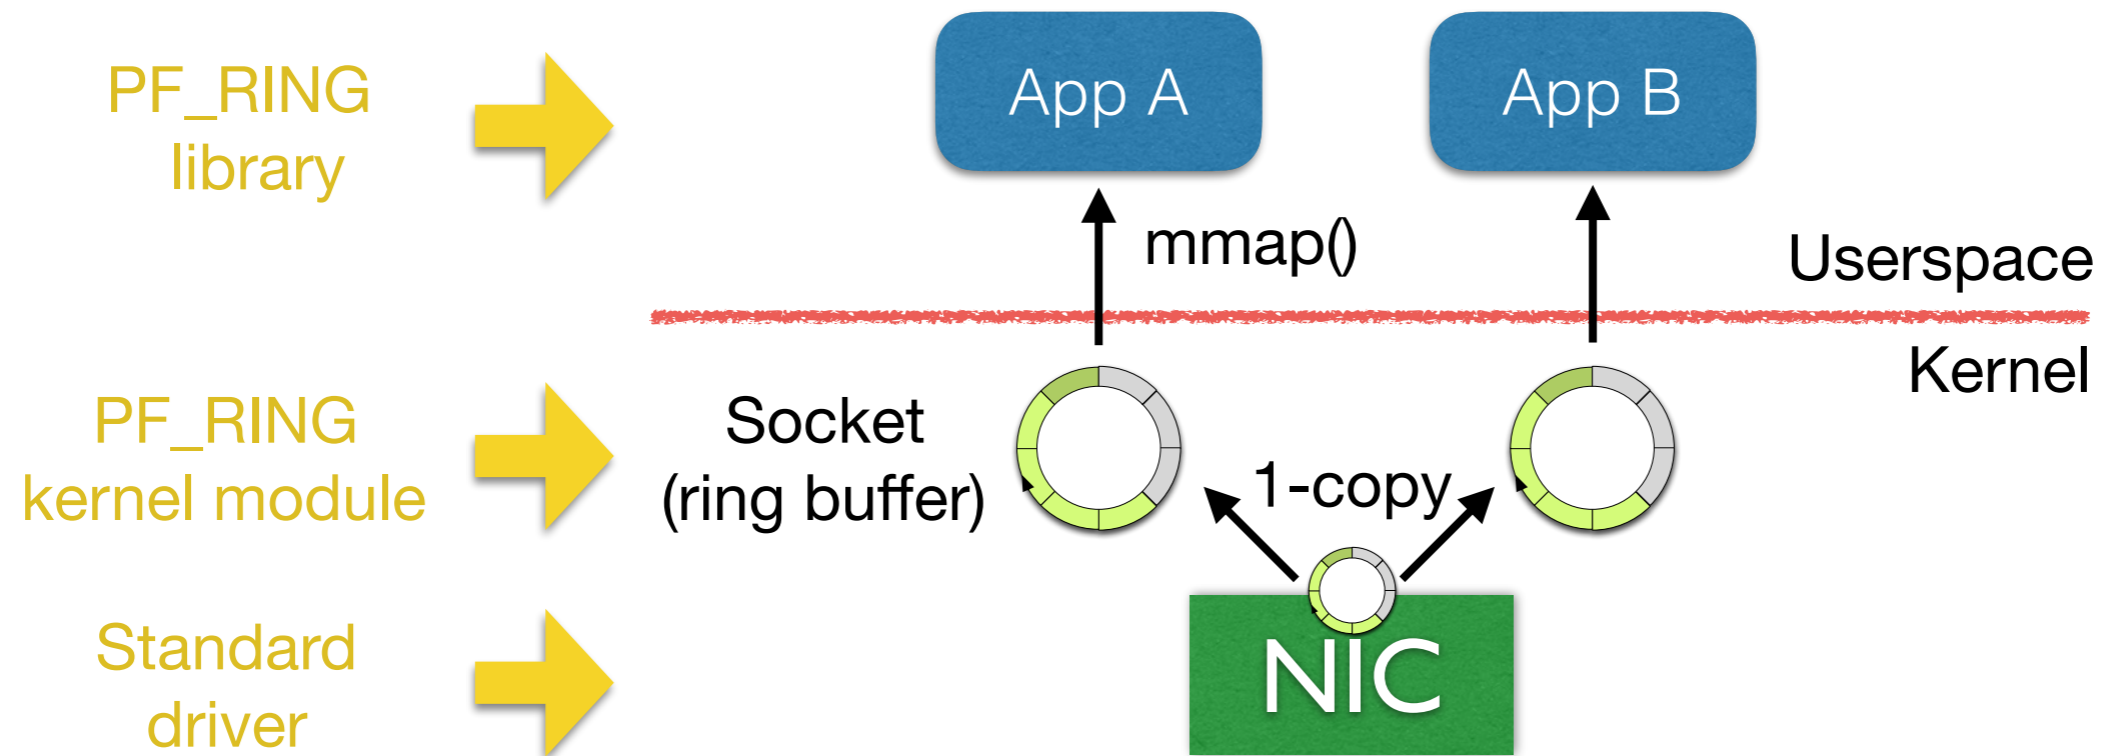 PF_RING
library
App A
App B
mmap()
Userspace
Kernel
PF_RING
kernel module
Socket
(ring buffer)
1-copy
Standard
driver
NIC